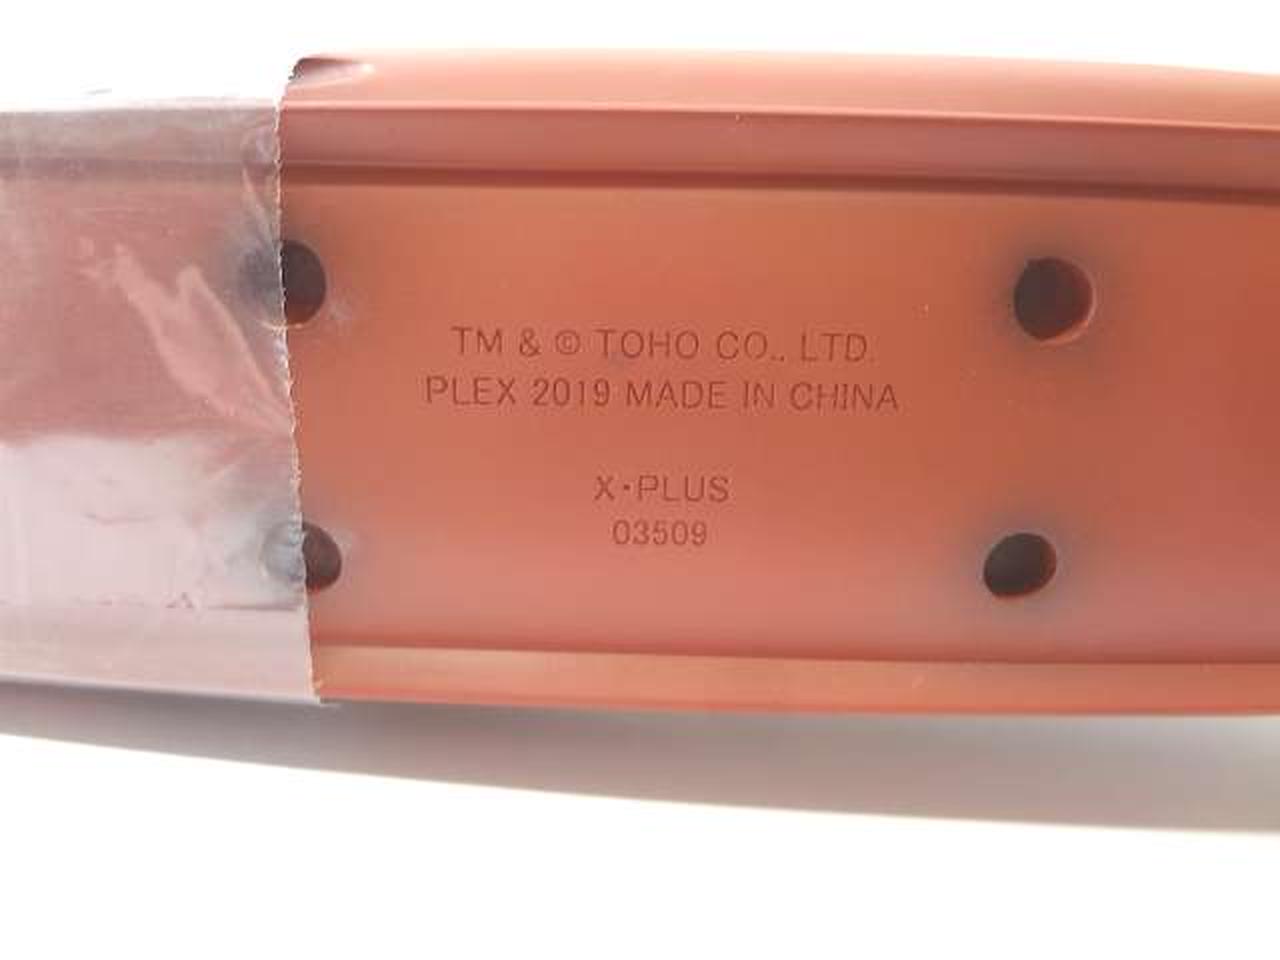 TM & © TOHO CO., LTD.
PLEX 2019 MADE IN CHINA
X・PLUS
03509